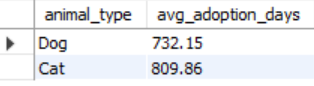 animal_type avg_adoption_days
Dog 732.15
Cat 809.86